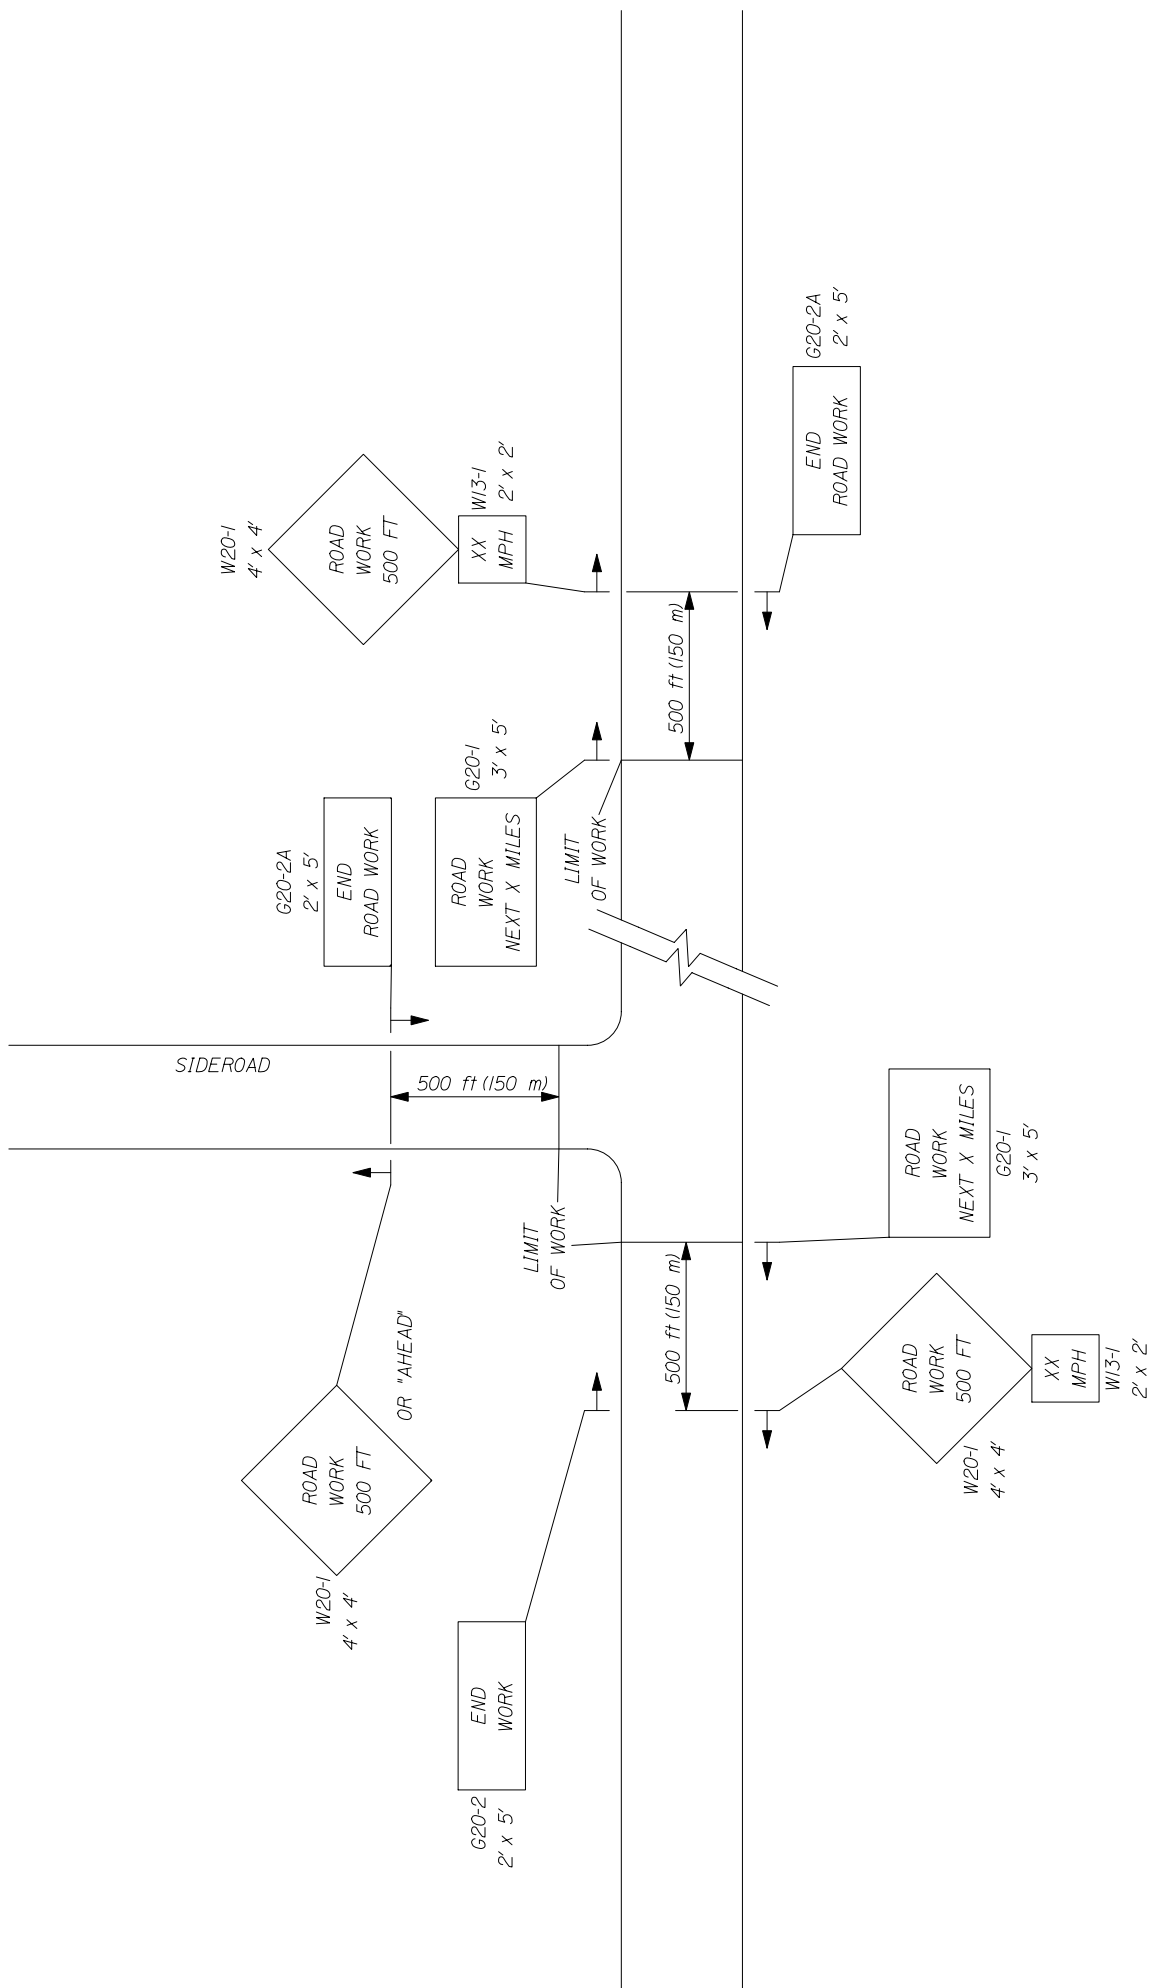 W20-1
4' x 4'
ROAD
WORK
500 FT
XX
MPH
W13-1
2' x 2'
G20-2A
2' x 5'
END
ROAD WORK
500 ft (150 m)
G20-1
3' x 5'
ROAD
WORK
NEXT X MILES
LIMIT
OF WORK
G20-2A
2' x 5'
END
ROAD WORK
SIDEROAD
500 ft (150 m)
ROAD
WORK
NEXT X MILES
G20-1
3' x 5'
LIMIT
OF WORK
500 ft (150 m)
OR "AHEAD"
ROAD
WORK
500 FT
W20-1
4' x 4'
ROAD
WORK
500 FT
W20-1
4' x 4'
XX
MPH
W13-1
2' x 2'
END
WORK
G20-2
2' x 5'